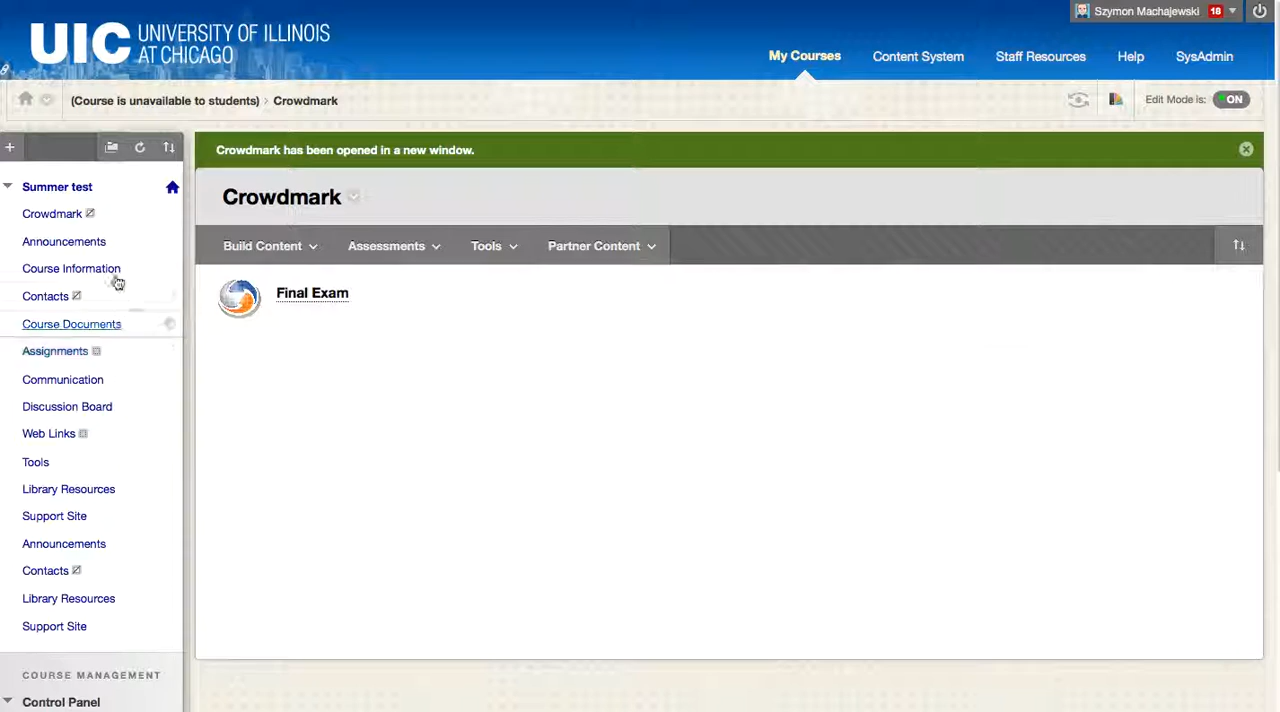 Szymon Machajewski 18
UIC UNIVERSITY OF ILLINOIS
AT CHICAGO
My Courses Content System Staff Resources Help SysAdmin
(Course is unavailable to students) > Crowdmark
Edit Mode is: ON
Crowdmark has been opened in a new window.
Summer test
Crowdmark
Announcements
Course Information
Contacts
Course Documents
Assignments
Communication
Discussion Board
Web Links
Tools
Library Resources
Support Site
Announcements
Contacts
Library Resources
Support Site
COURSE MANAGEMENT
Control Panel
Crowdmark
Build Content Assessments Tools Partner Content
Final Exam